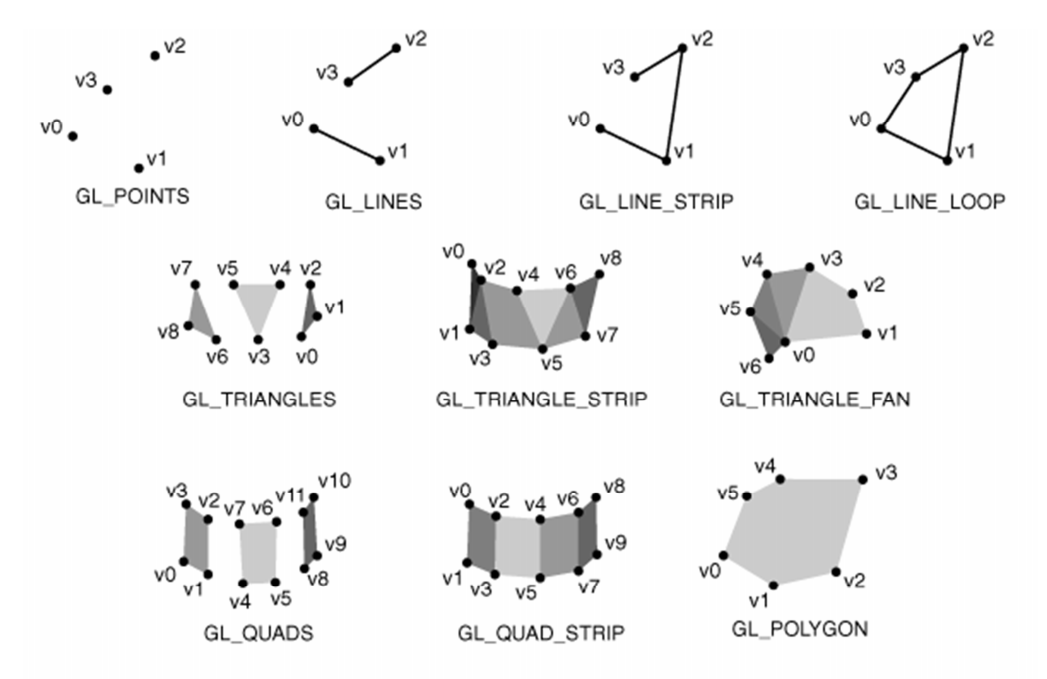 v2
v3
v0
v1
GL_POINTS
v2
v3
v0
v1
GL_LINES
v2
v3
v0
v1
GL_LINE_STRIP
v2
v3
v0
v1
GL_LINE_LOOP
v7 v5 v4 v2
v1
v8
v6 v3 v0
GL_TRIANGLES
v0
v2 v4 v6 v8
v1
v3 v5 v7
GL_TRIANGLE_STRIP
v4 v3
v2
v5
v1
v0
v6
GL_TRIANGLE_FAN
v3 v2 v7 v6 v11 v10
v9
v0
v1 v4 v5 v8
GL_QUADS
v0 v2 v4 v6 v8
v9
v1 v3 v5 v7
GL_QUAD_STRIP
v4 v3
v5
v0
v2
v1
GL_POLYGON